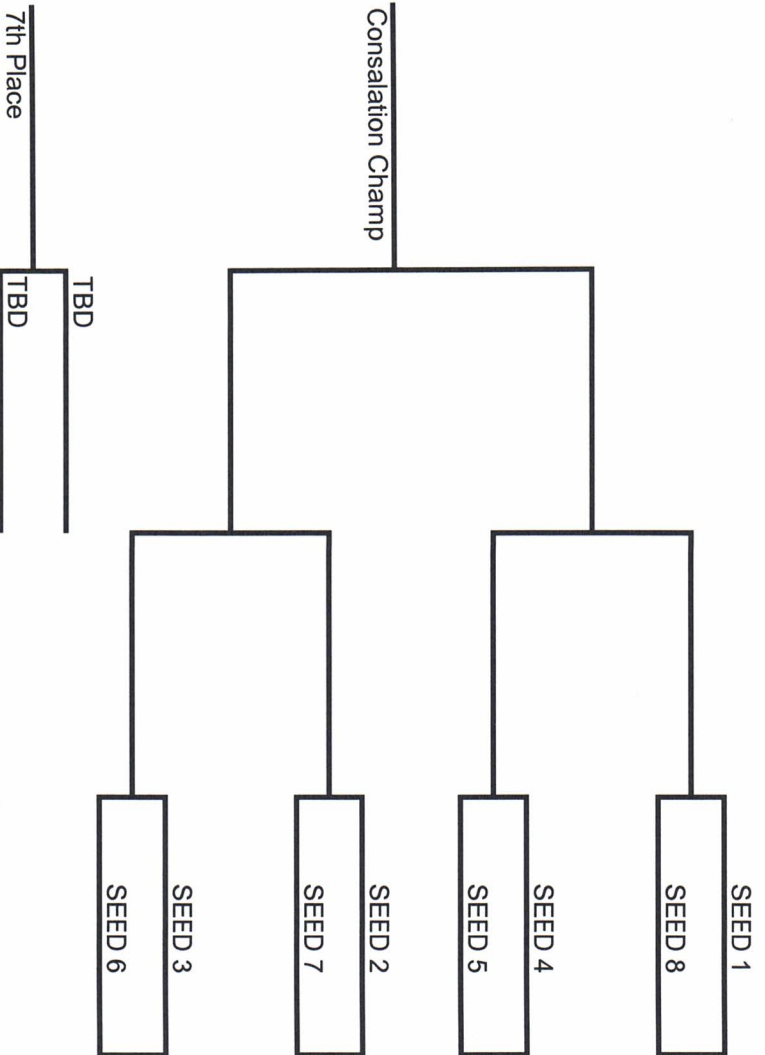 SEED 1
SEED 8
SEED 4
SEED 5
SEED 2
SEED 7
SEED 3
SEED 6
Consalation Champ
TBD
TBD
7th Place